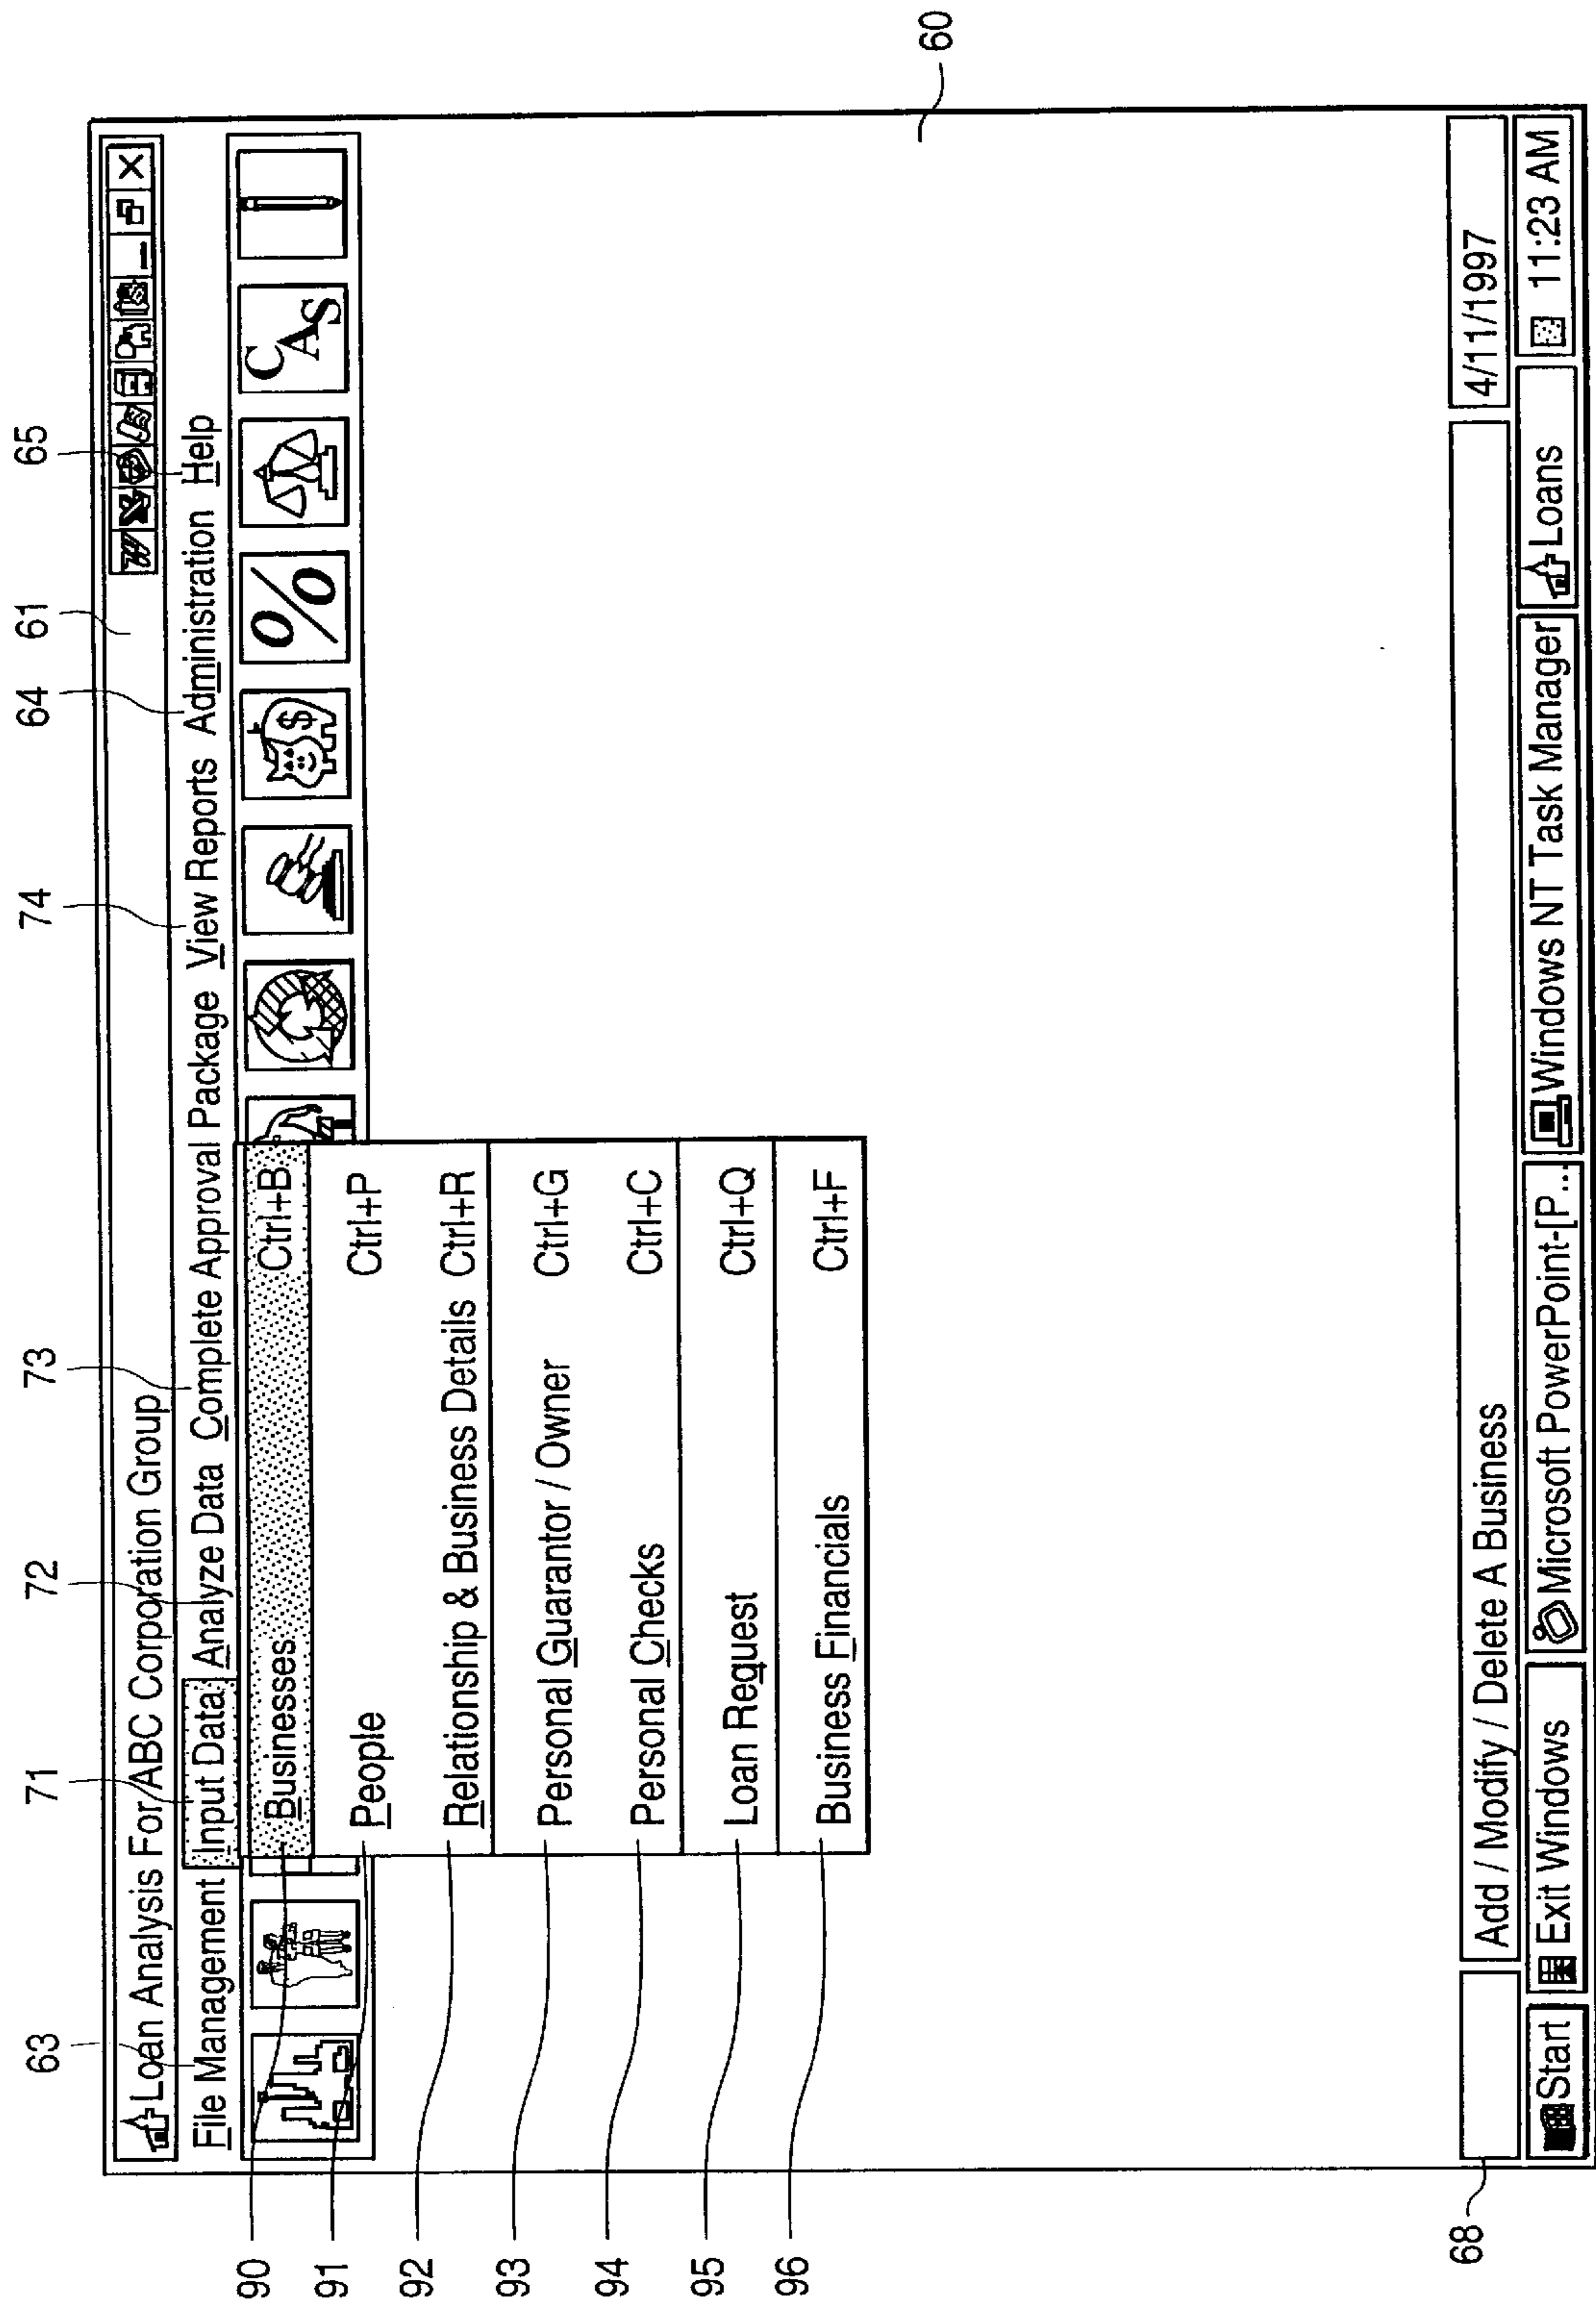 71 72 73 74 64 61 65
Loan Analysis For ABC Corporation Group
63
File Management Input Data Analyze Data Complete Approval Package View Reports Administration Help
$ % CAS
90 Businesses Ctrl+B
91 People Ctrl+P
92 Relationship & Business Details Ctrl+R
93 Personal Guarantor / Owner Ctrl+G
94 Personal Checks Ctrl+C
95 Loan Request Ctrl+Q
96 Business Financials Ctrl+F
60
68
Add / Modify / Delete A Business 4/11/1997
Start Exit Windows Microsoft PowerPoint-[P... Windows NT Task Manager Loans 11:23 AM